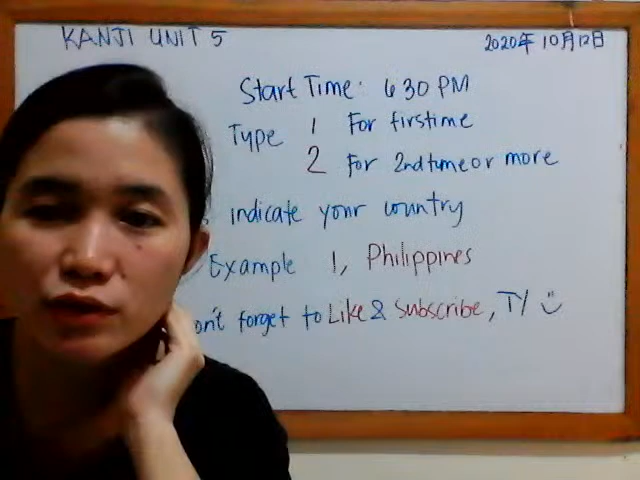 KANJI UNIT 5
2020年10月12日
Start Time: 6 30 PM
Type 1 For firstime
2 For 2nd time or more
indicate your country
Example 1, Philippines
on't forget to Like & Subscribe, TY